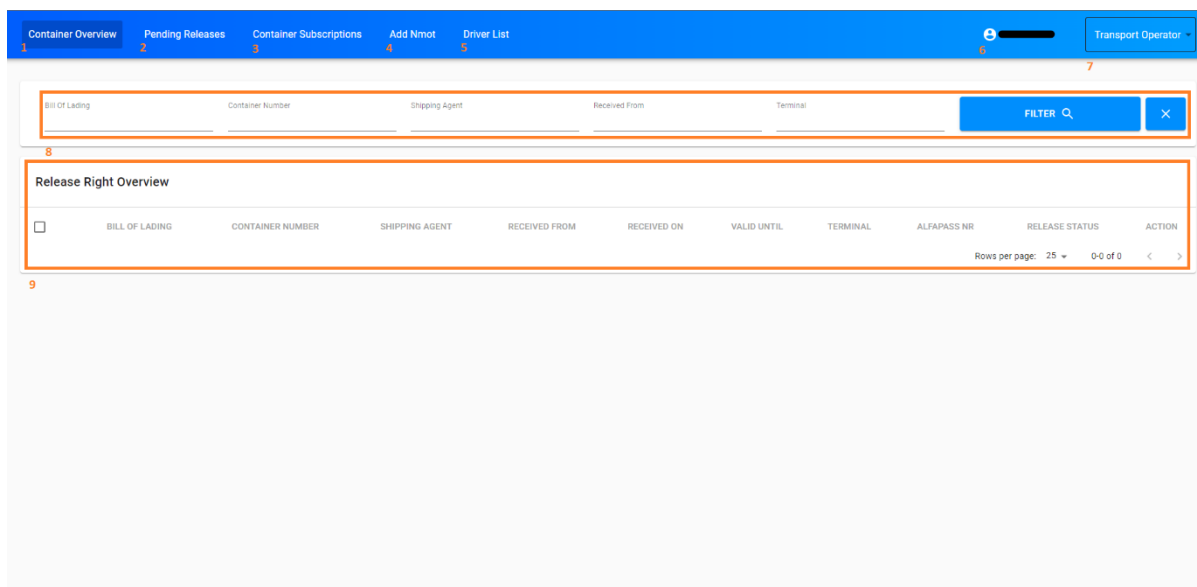 Container Overview Pending Releases Container Subscriptions Add Nmot Driver List Transport Operator
1 2 3 4 5 6 7
Bill Of Lading Container Number Shipping Agent Received From Terminal
FILTER
8
Release Right Overview
BILL OF LADING CONTAINER NUMBER SHIPPING AGENT RECEIVED FROM RECEIVED ON VALID UNTIL TERMINAL ALFAPASS NR RELEASE STATUS ACTION
Rows per page: 25 0-0 of 0
9